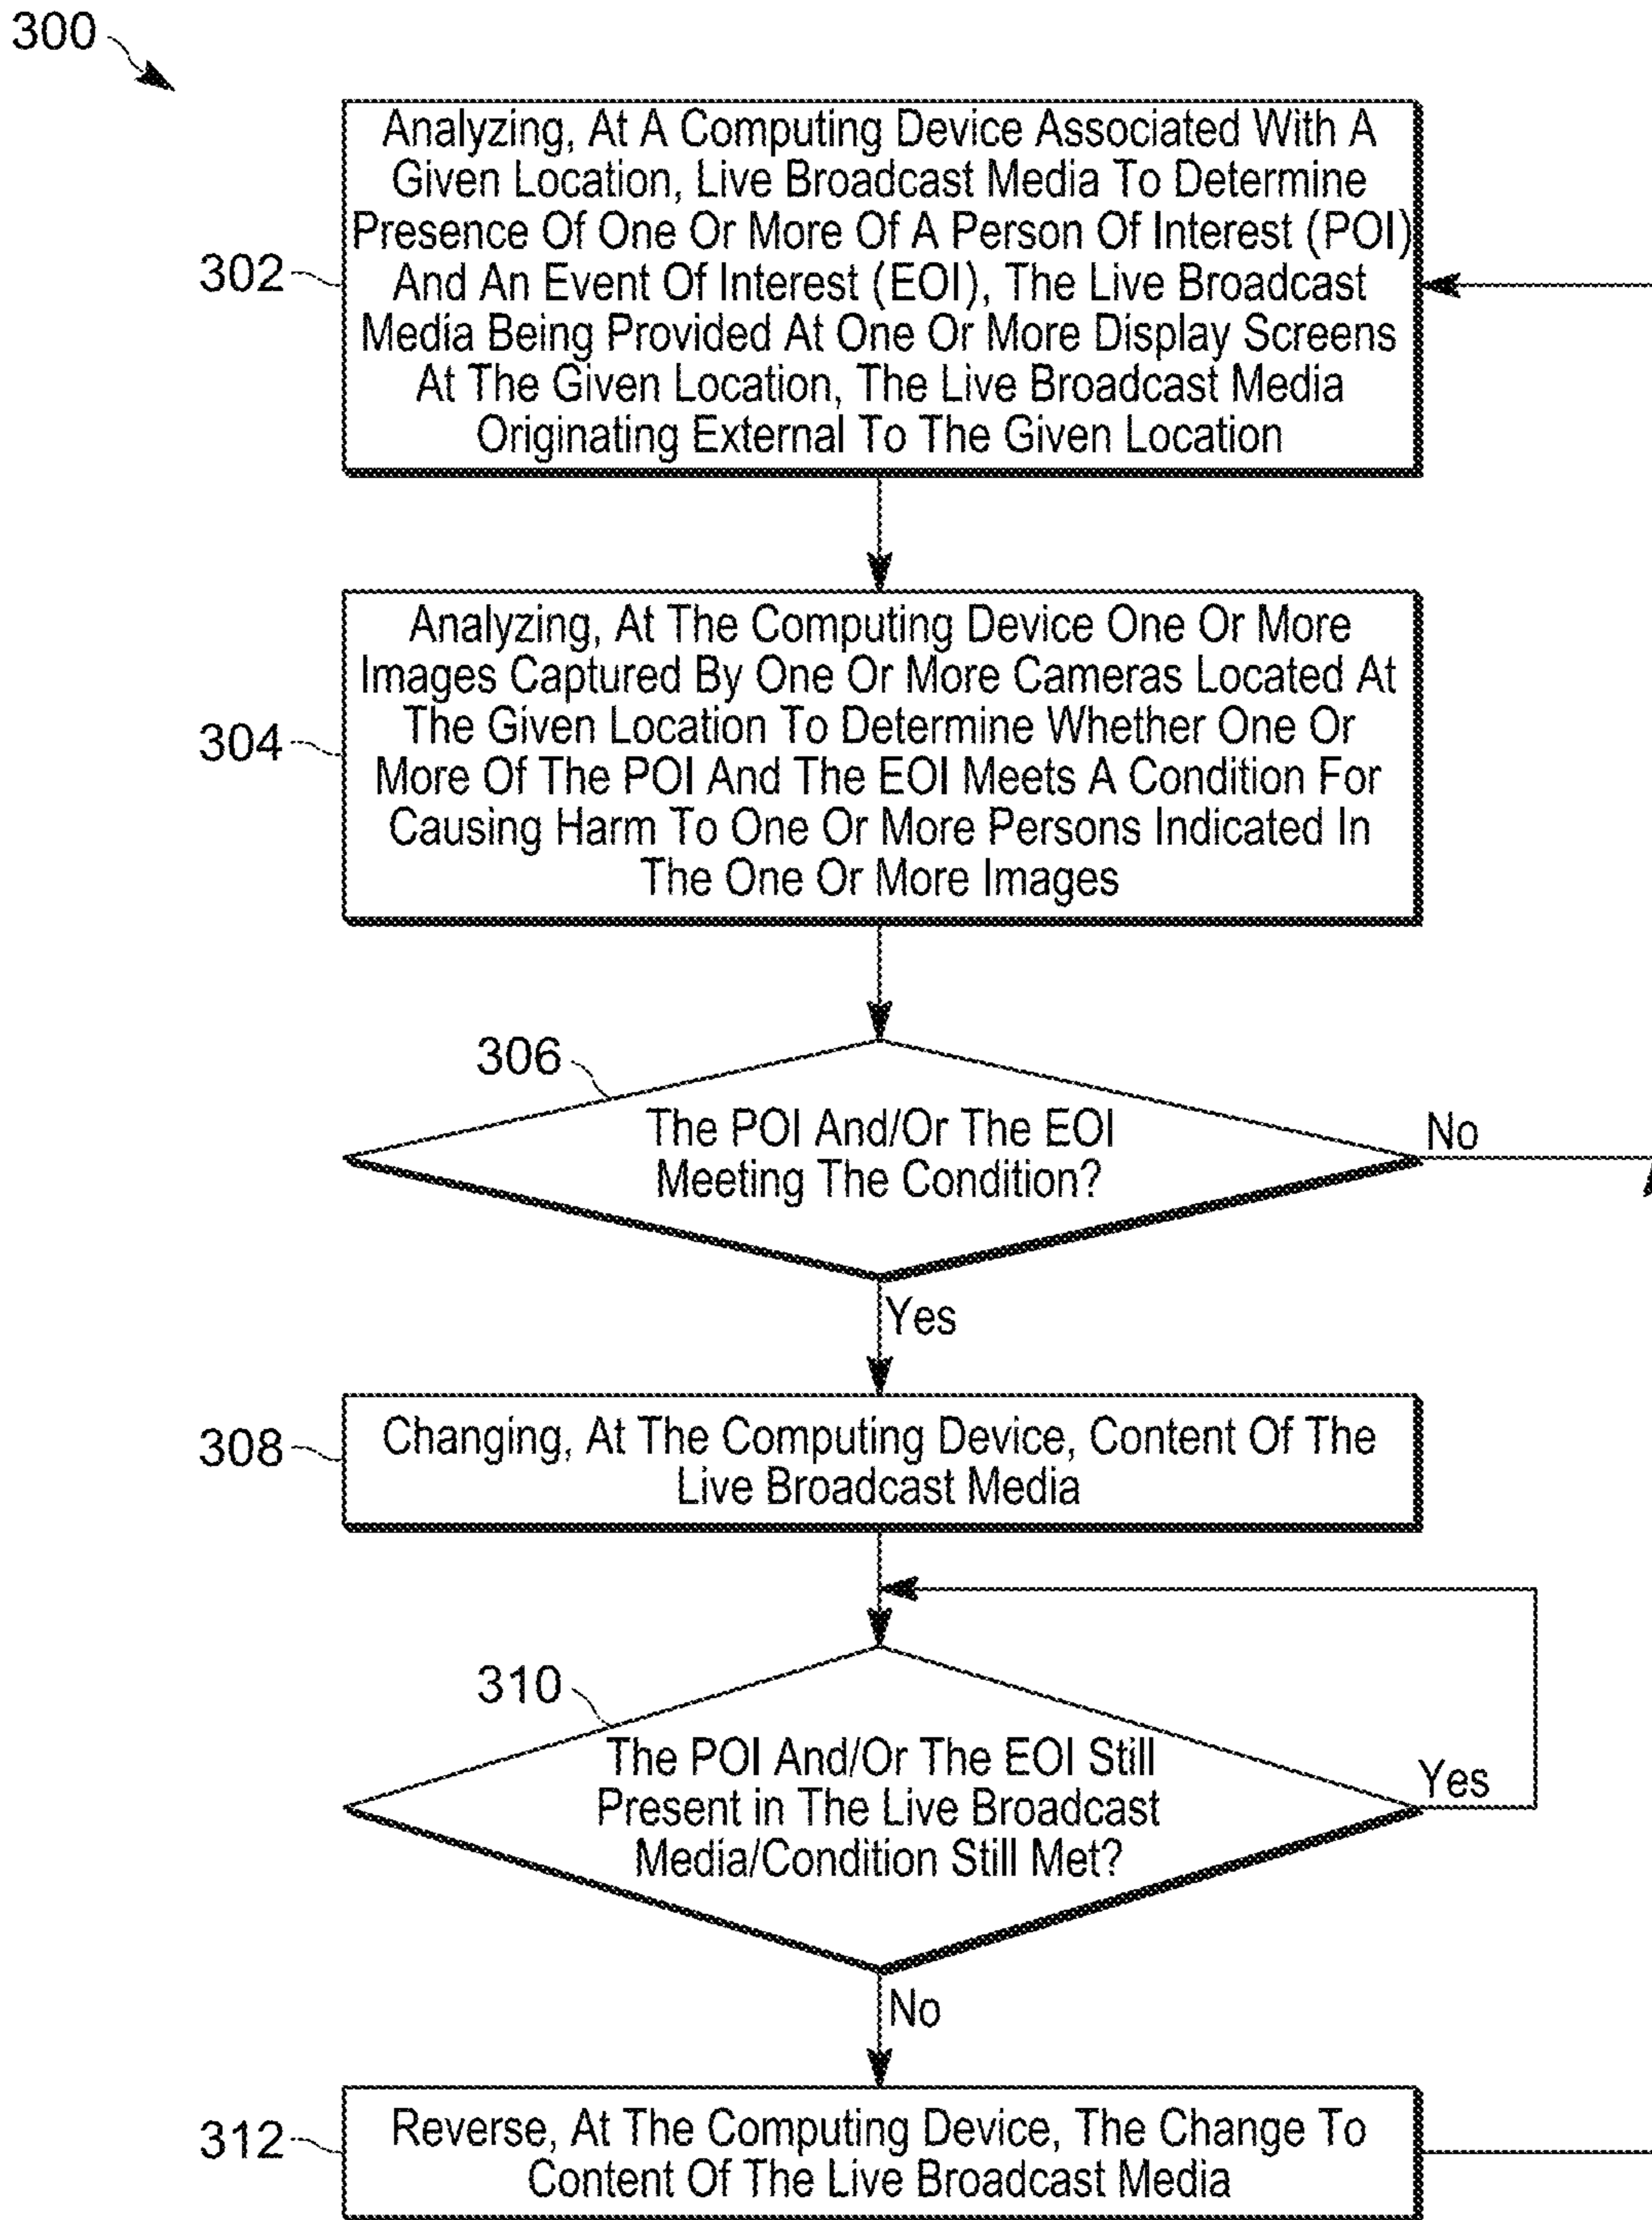 300
302
Analyzing, At A Computing Device Associated With A
Given Location, Live Broadcast Media To Determine
Presence Of One Or More Of A Person Of Interest (POI)
And An Event Of Interest (EOI), The Live Broadcast
Media Being Provided At One Or More Display Screens
At The Given Location, The Live Broadcast Media
Originating External To The Given Location
304
Analyzing, At The Computing Device One Or More
Images Captured By One Or More Cameras Located At
The Given Location To Determine Whether One Or
More Of The POI And The EOI Meets A Condition For
Causing Harm To One Or More Persons Indicated In
The One Or More Images
306
The POI And/Or The EOI
Meeting The Condition?
No
Yes
308
Changing, At The Computing Device, Content Of The
Live Broadcast Media
310
The POI And/Or The EOI Still
Present in The Live Broadcast
Media/Condition Still Met?
Yes
No
312
Reverse, At The Computing Device, The Change To
Content Of The Live Broadcast Media